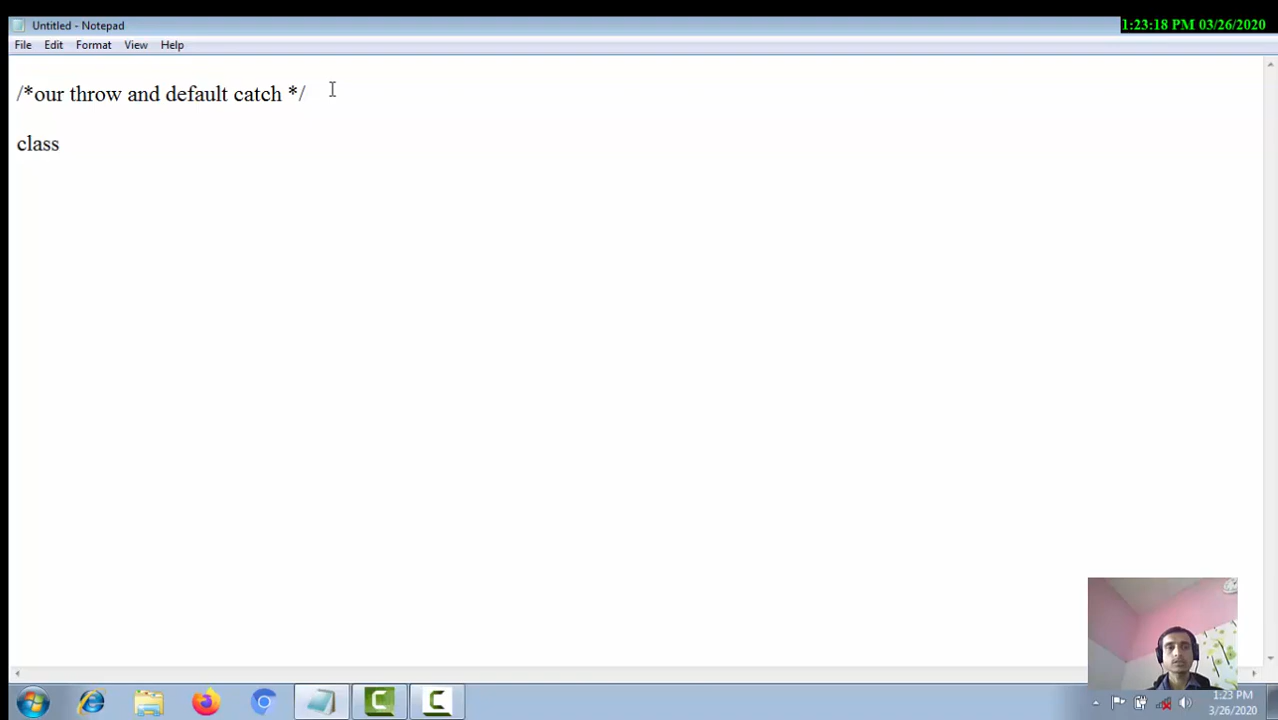 Untitled - Notepad
1:23:18 PM 03/26/2020
File Edit Format View Help
/*our throw and default catch */
class
1:23 PM
3/26/2020